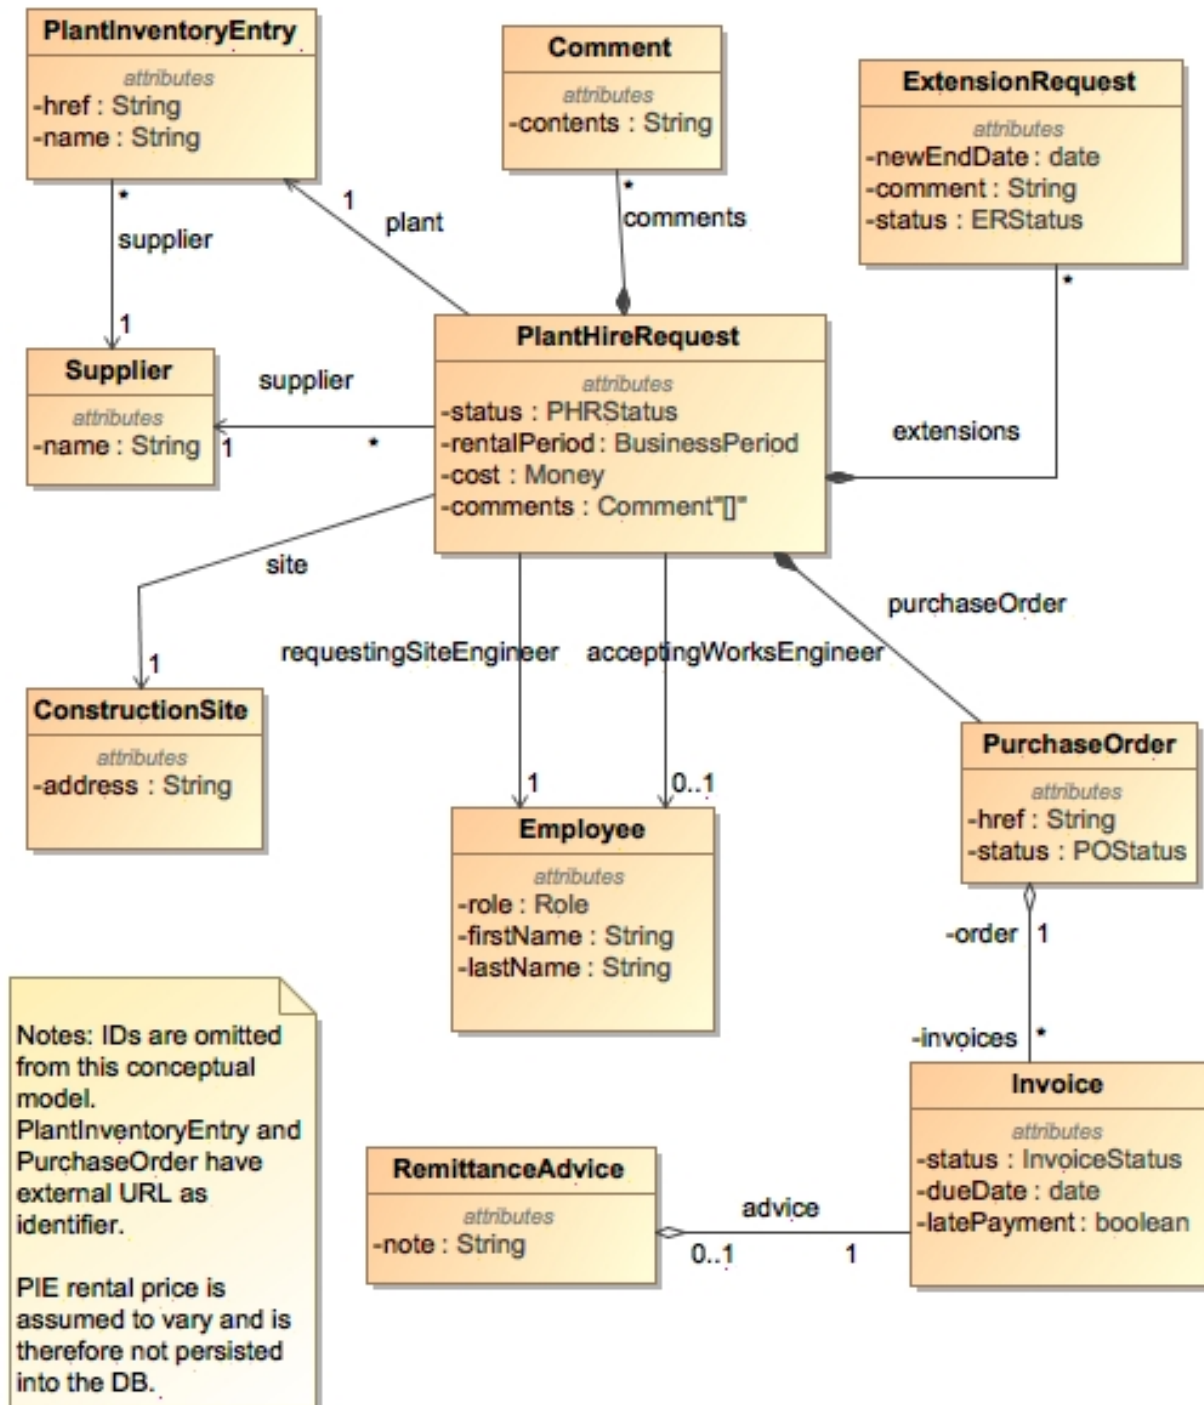 PlantInventoryEntry
attributes
-href : String
-name : String
Comment
attributes
-contents : String
ExtensionRequest
attributes
-newEndDate : date
-comment : String
-status : ERStatus
*
supplier
1
1
plant
*
comments
*
extensions
Supplier
attributes
-name : String
supplier
1
*
PlantHireRequest
attributes
-status : PHRStatus
-rentalPeriod : BusinessPeriod
-cost : Money
-comments : Comment"[]"
site
1
requestingSiteEngineer
1
acceptingWorksEngineer
0..1
purchaseOrder
ConstructionSite
attributes
-address : String
Employee
attributes
-role : Role
-firstName : String
-lastName : String
PurchaseOrder
attributes
-href : String
-status : POStatus
-order
1
-invoices
*
Invoice
attributes
-status : InvoiceStatus
-dueDate : date
-latePayment : boolean
RemittanceAdvice
attributes
-note : String
advice
0..1
1
Notes: IDs are omitted
from this conceptual
model.
PlantInventoryEntry and
PurchaseOrder have
external URL as
identifier.
PIE rental price is
assumed to vary and is
therefore not persisted
into the DB.